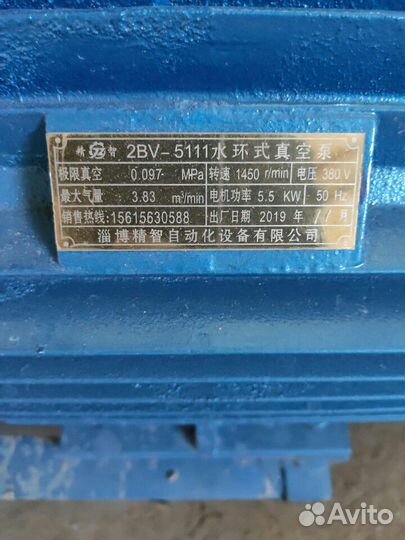 精 智 2BV-5111水环式真空泵
极限真空 0.097 MPa 转速 1450 r/min 电压 380 V
最大气量 3.83 m³/min 电机功率 5.5 KW 50 Hz
销售热线:15615630588 出厂日期 2019 年 11 月
淄博精智自动化设备有限公司
Avito